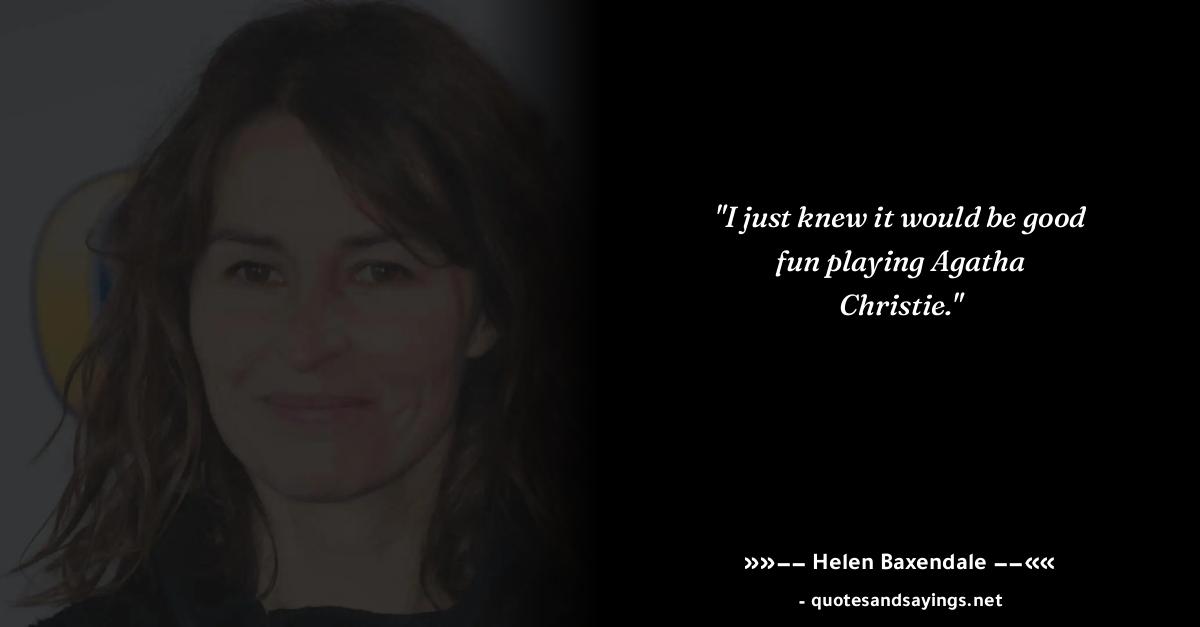 "I just knew it would be good
fun playing Agatha
Christie."
»»−− Helen Baxendale −−««
- quotesandsayings.net